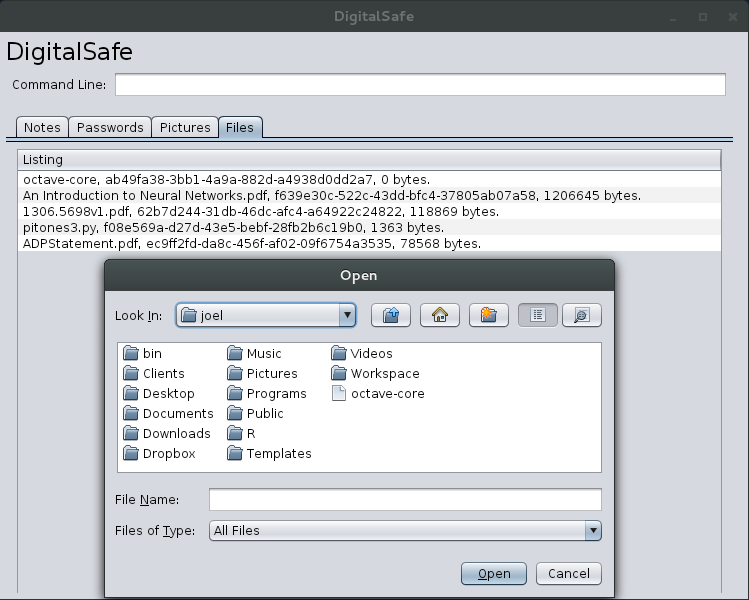 DigitalSafe
DigitalSafe
Command Line:
Notes Passwords Pictures Files
Listing
octave-core, ab49fa38-3bb1-4a9a-882d-a4938d0dd2a7, 0 bytes.
An Introduction to Neural Networks.pdf, f639e30c-522c-43dd-bfc4-37805ab07a58, 1206645 bytes.
1306.5698v1.pdf, 62b7d244-31db-46dc-afc4-a64922c24822, 118869 bytes.
pitones3.py, f08e569a-d27d-43e5-bebf-28fb2b6c19b0, 1363 bytes.
ADPStatement.pdf, ec9ff2fd-da8c-456f-af02-09f6754a3535, 78568 bytes.
Open
Look In: joel
bin Music Videos
Clients Pictures Workspace
Desktop Programs octave-core
Documents Public
Downloads R
Dropbox Templates
File Name:
Files of Type: All Files
Open Cancel